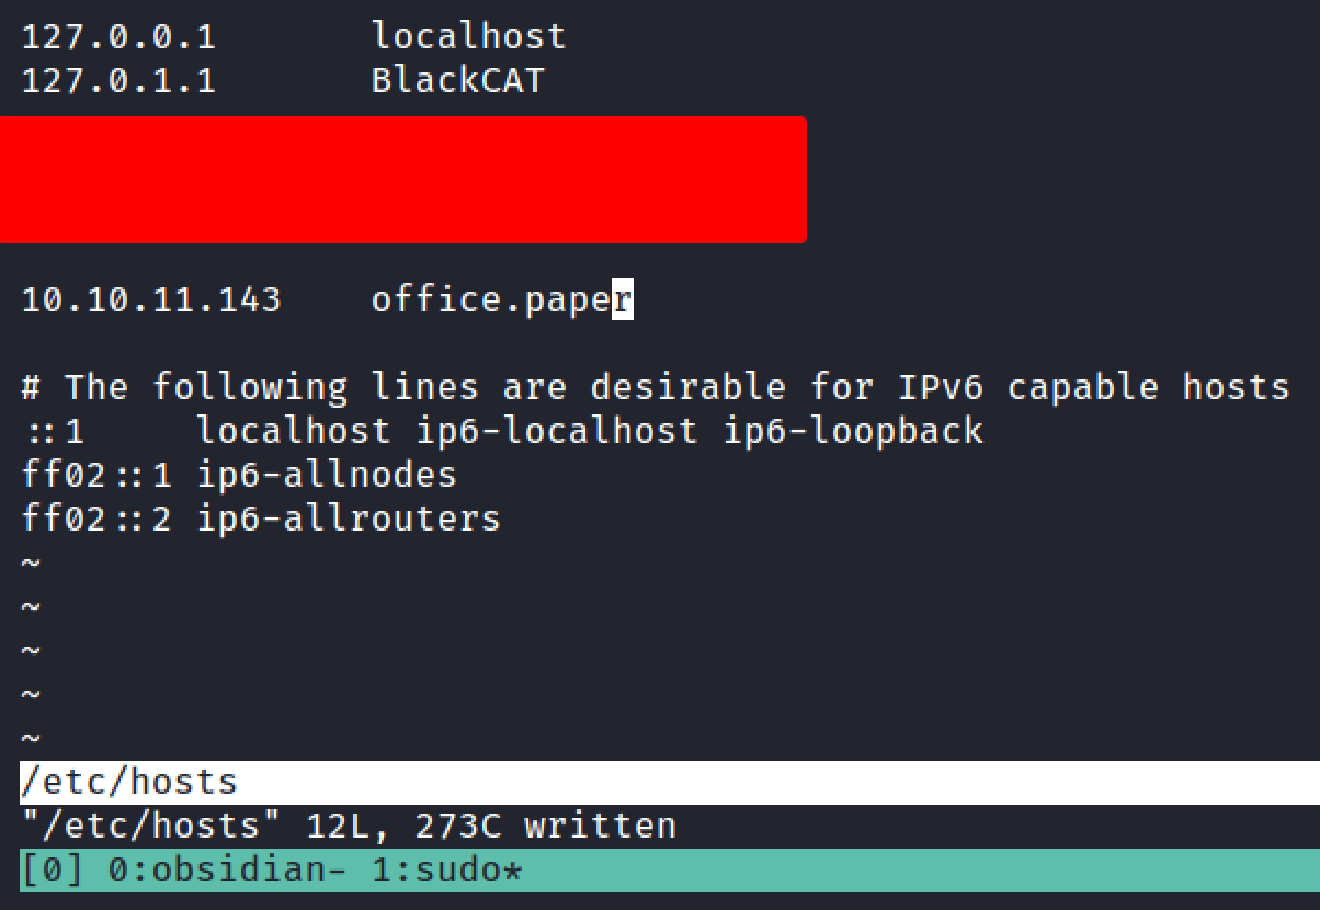 127.0.0.1       localhost
127.0.1.1       BlackCAT
10.10.11.143    office.paper
# The following lines are desirable for IPv6 capable hosts
::1     localhost ip6-localhost ip6-loopback
ff02::1 ip6-allnodes
ff02::2 ip6-allrouters
~
~
~
~
~
/etc/hosts
"/etc/hosts" 12L, 273C written
[0] 0:obsidian- 1:sudo*